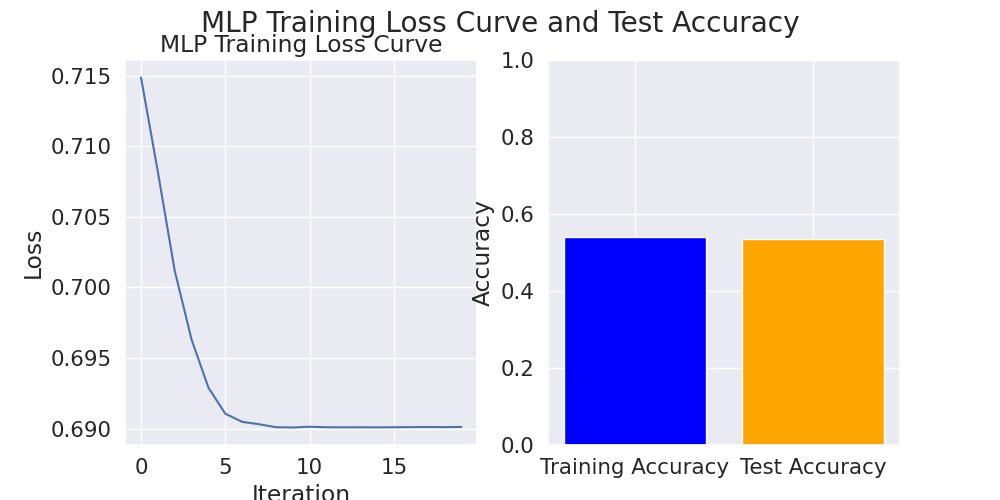 MLP Training Loss Curve and Test Accuracy
MLP Training Loss Curve
0.715
0.710
0.705
0.700
0.695
0.690
Loss
0 5 10 15
Iteration
1.0
0.8
0.6
0.4
0.2
0.0
Accuracy
Training Accuracy Test Accuracy